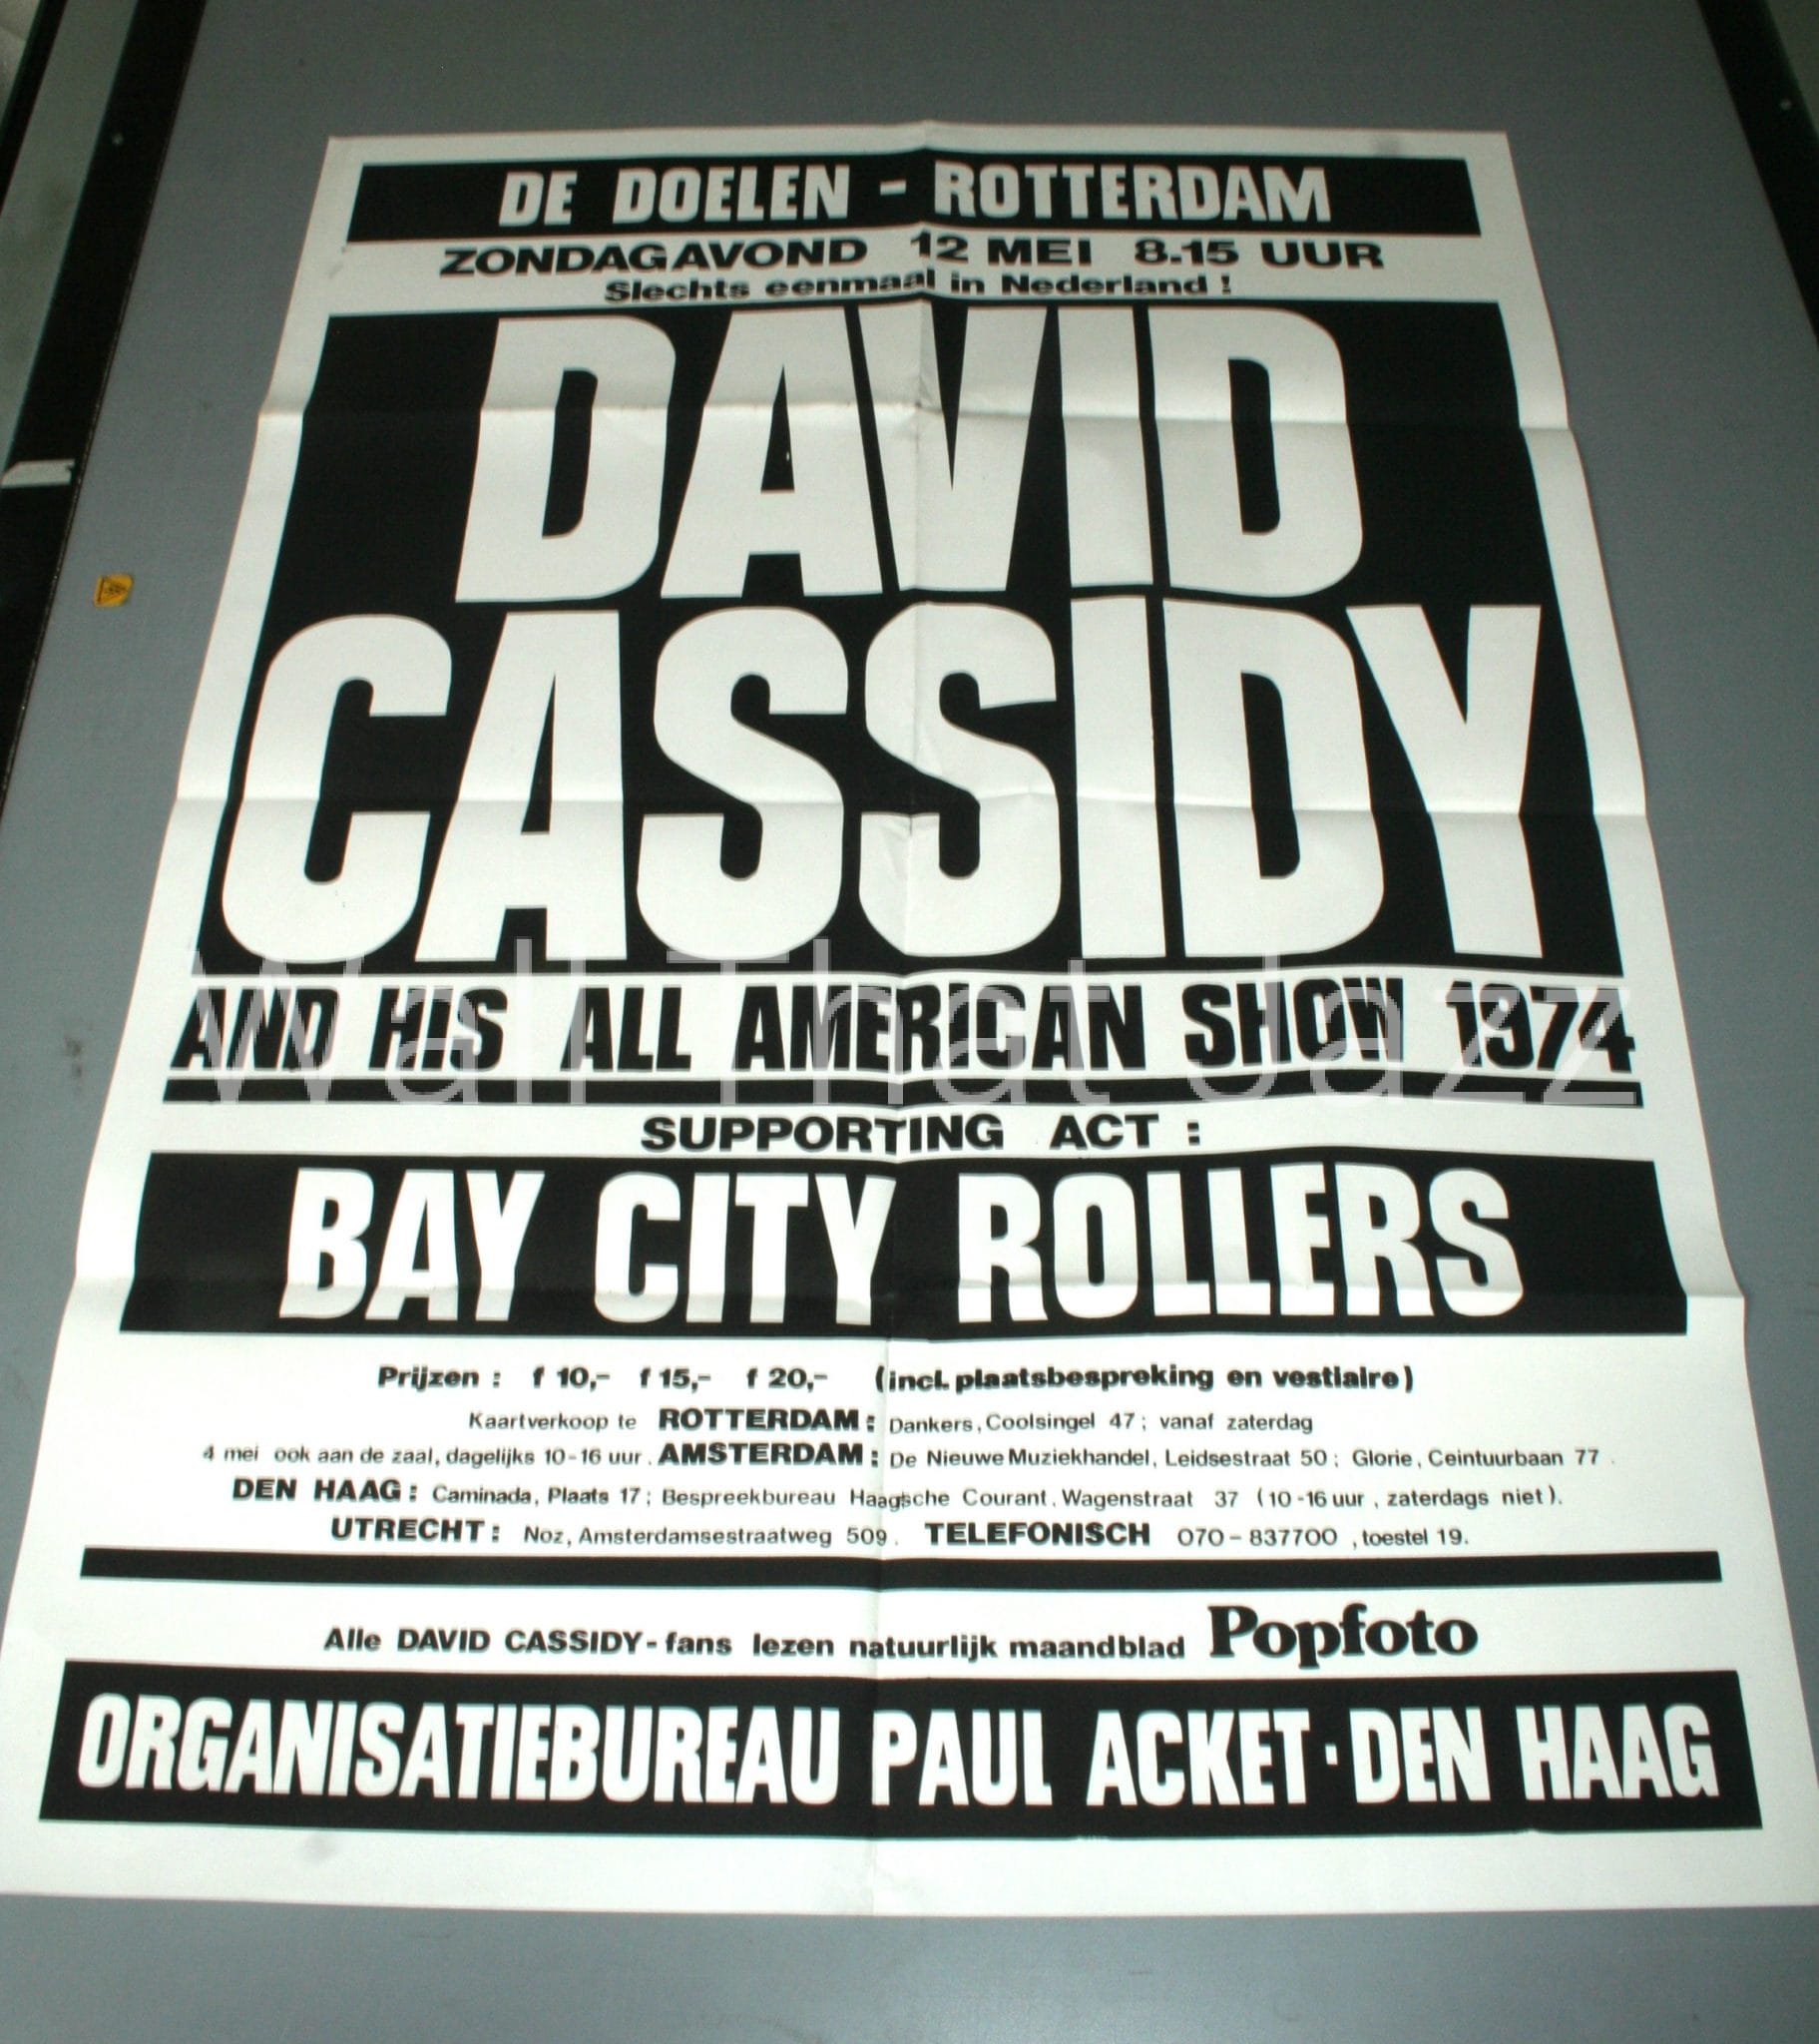 DE DOELEN - ROTTERDAM
ZONDAGAVOND 12 MEI 8.15 UUR
Slechts eenmaal in Nederland !
DAVID
CASSIDY
AND HIS ALL AMERICAN SHOW 1974
Wall That Jazz
SUPPORTING ACT :
BAY CITY ROLLERS
Prijzen : f 10,- f 15,- f 20,- (incl. plaatsbespreking en vestiaire)
Kaartverkoop te ROTTERDAM : Dankers, Coolsingel 47 ; vanaf zaterdag
4 mei ook aan de zaal, dagelijks 10-16 uur. AMSTERDAM : De Nieuwe Muziekhandel, Leidsestraat 50 ; Glorie, Ceintuurbaan 77 .
DEN HAAG : Caminada, Plaats 17 ; Bespreekbureau Haagsche Courant, Wagenstraat 37 (10-16 uur, zaterdags niet).
UTRECHT : Noz, Amsterdamsestraatweg 509. TELEFONISCH 070-837700 , toestel 19.
Alle DAVID CASSIDY-fans lezen natuurlijk maandblad Popfoto
ORGANISATIEBUREAU PAUL ACKET · DEN HAAG